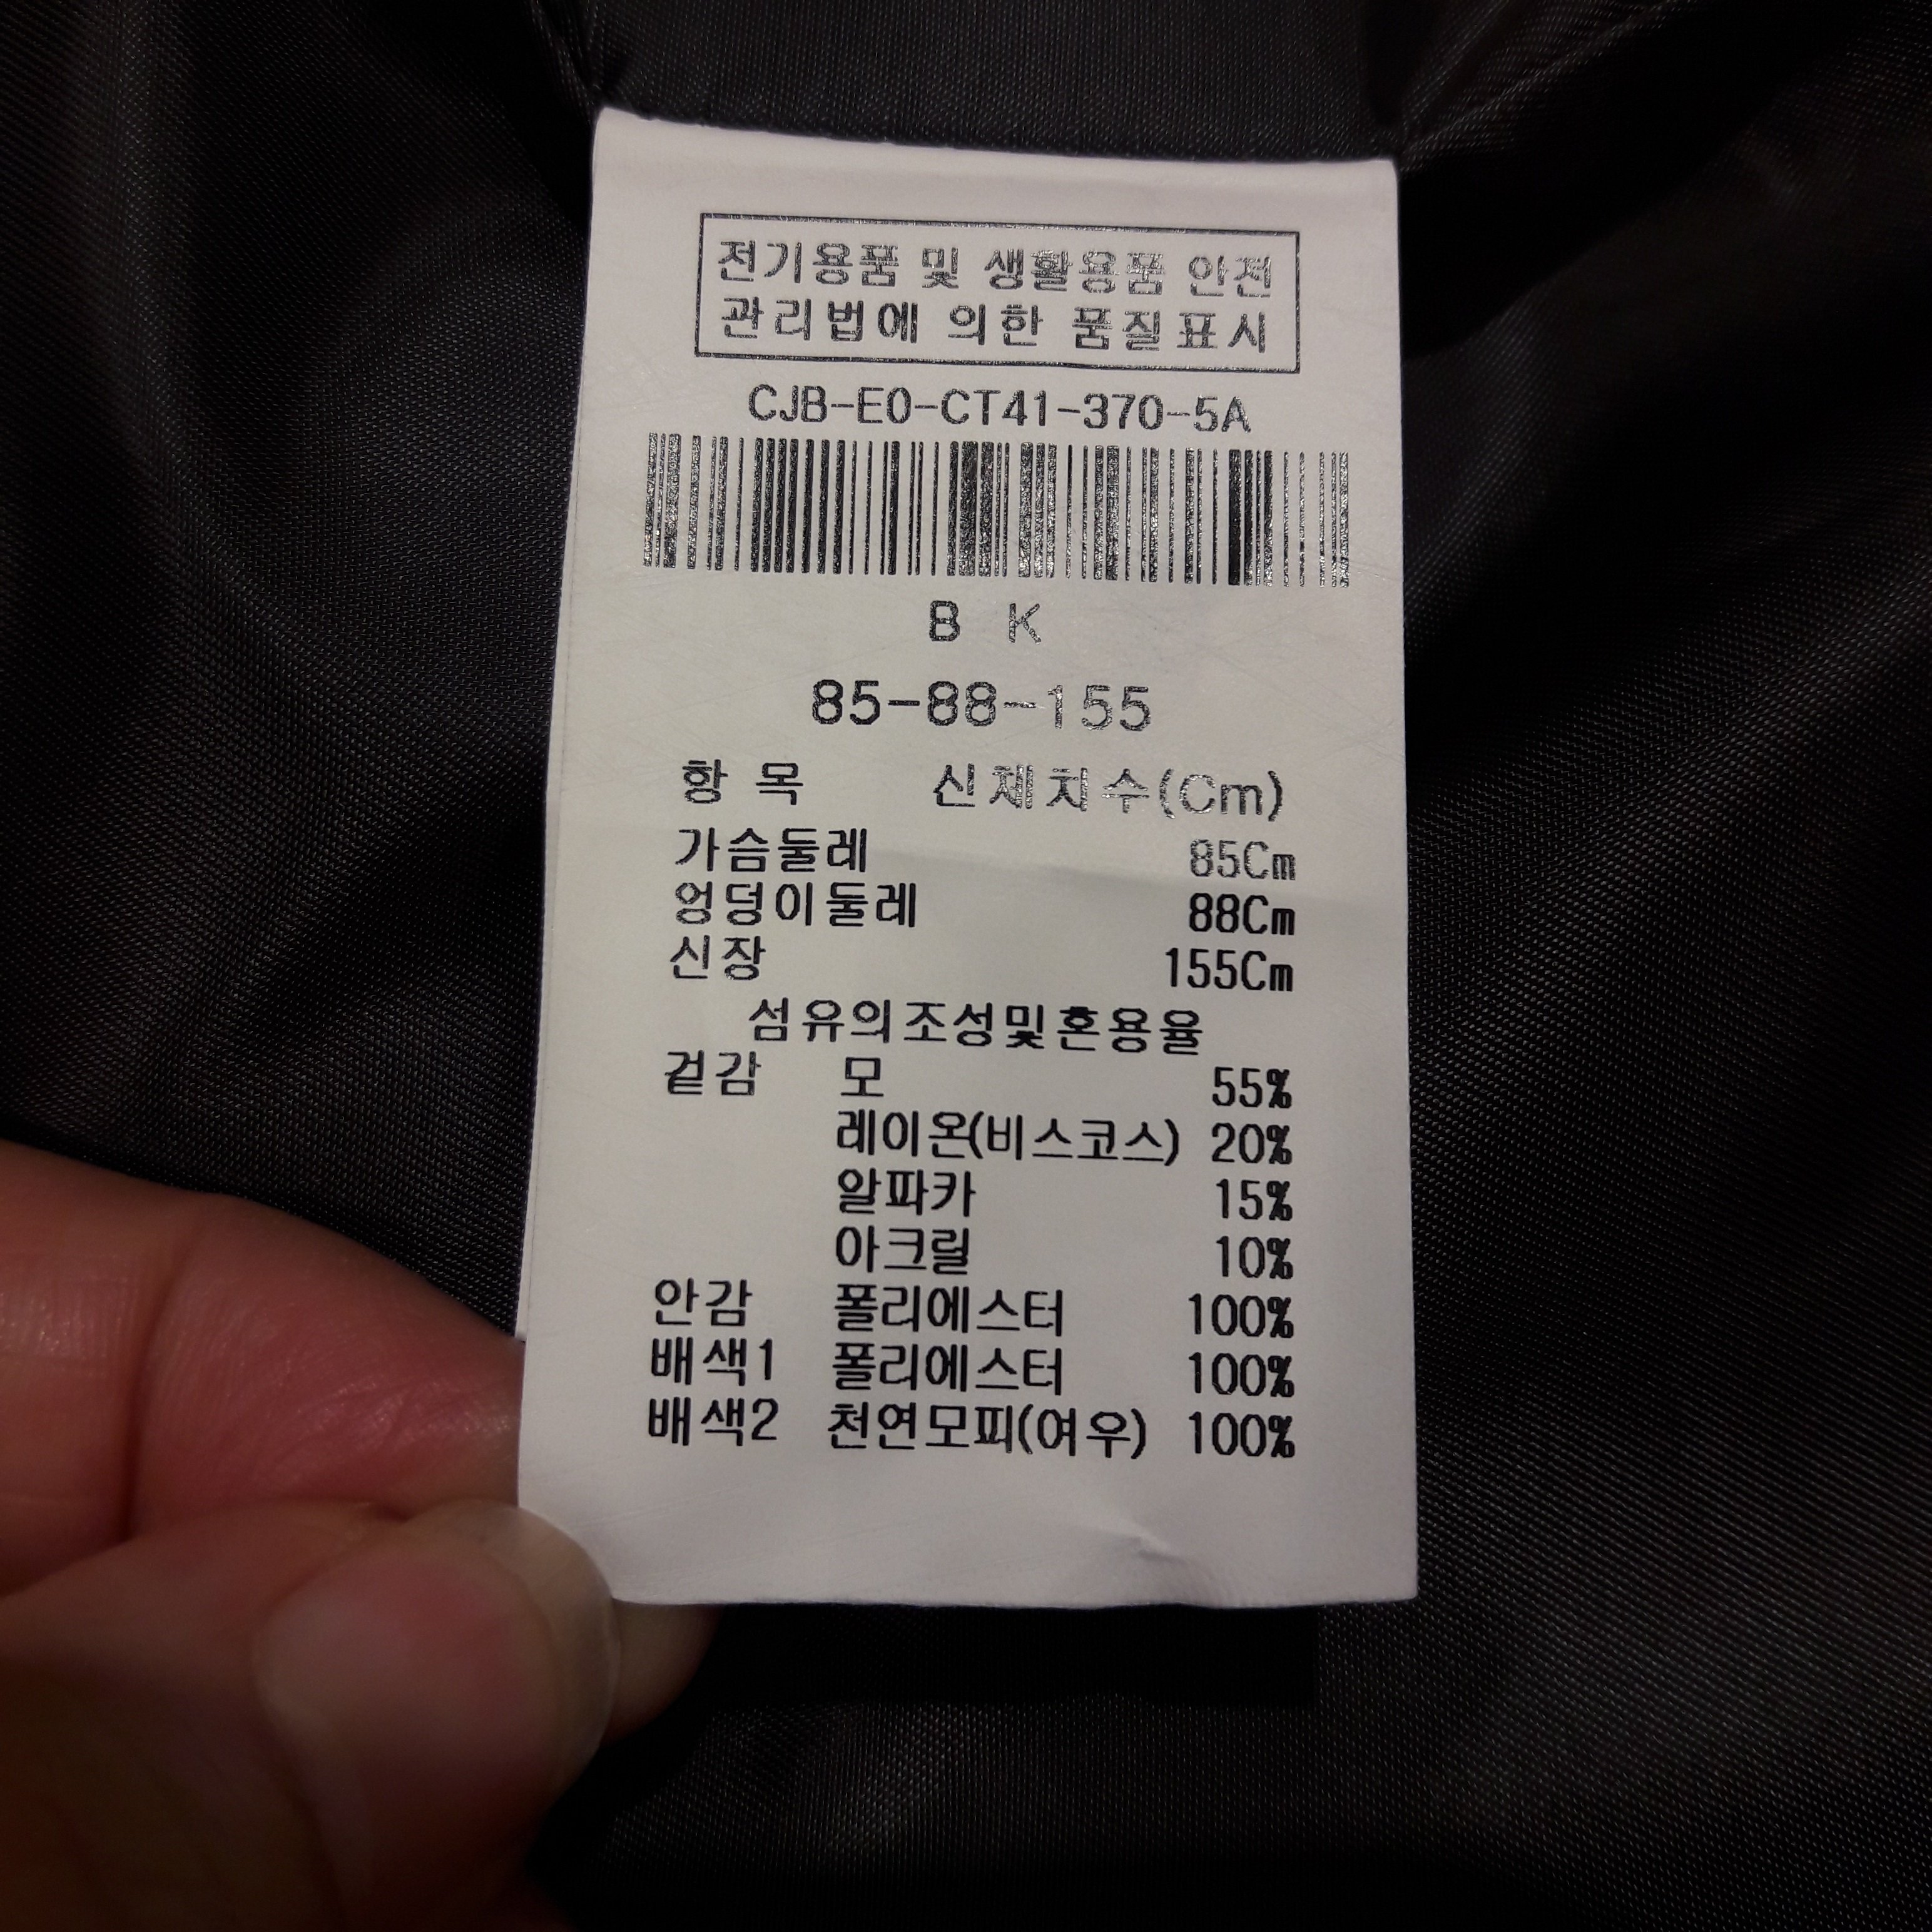 전기용품 및 생활용품 안전
관리법에 의한 품질표시
CJB-E0-CT41-370-5A
B K
85-88-155
항 목 신체치수(Cm)
가슴둘레 85Cm
엉덩이둘레 88Cm
신장 155Cm
섬유의조성및혼용율
겉감 모 55%
레이온(비스코스) 20%
알파카 15%
아크릴 10%
안감 폴리에스터 100%
배색1 폴리에스터 100%
배색2 천연모피(여우) 100%